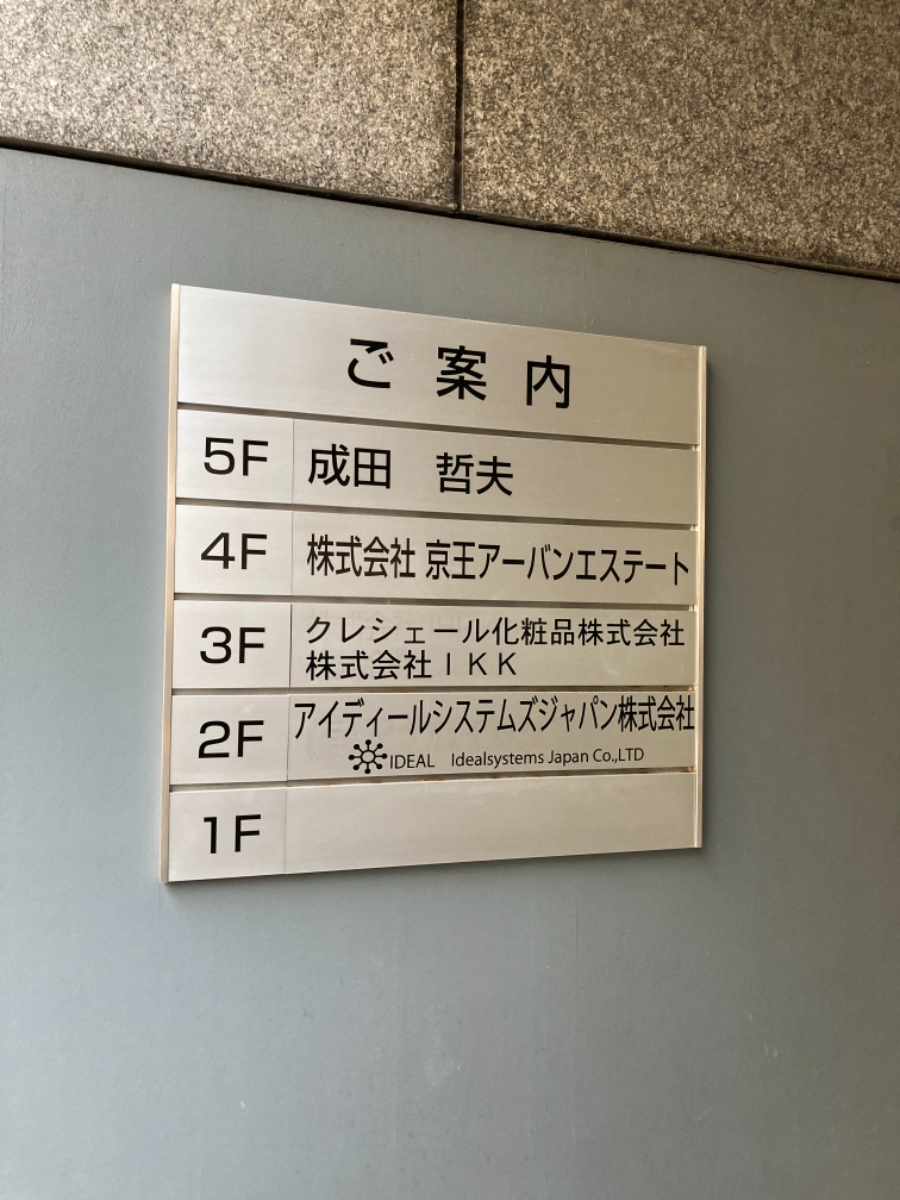 ご案内
5F 成田 哲夫
4F 株式会社 京王アーバンエステート
3F クレシェール化粧品株式会社
株式会社IKK
2F アイディールシステムズジャパン株式会社
IDEAL Idealsystems Japan Co.,LTD
1F